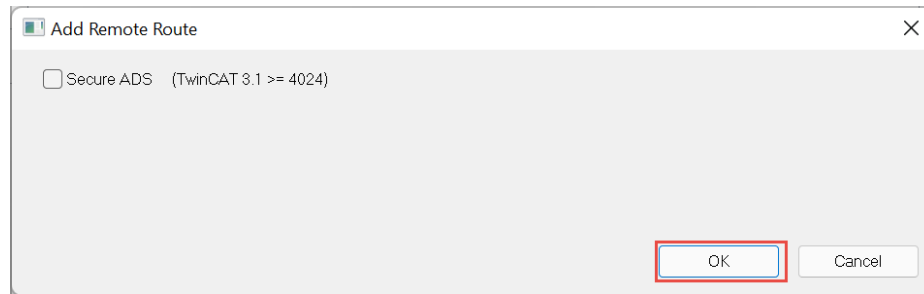 Add Remote Route
Secure ADS (TwinCAT 3.1 >= 4024)
OK Cancel